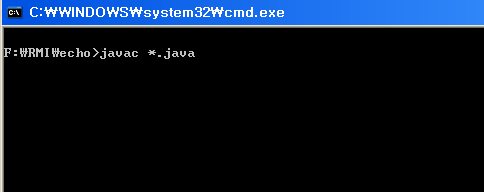 C:₩WINDOWS₩system32₩cmd.exe
F:₩RMI₩echo>javac *.java